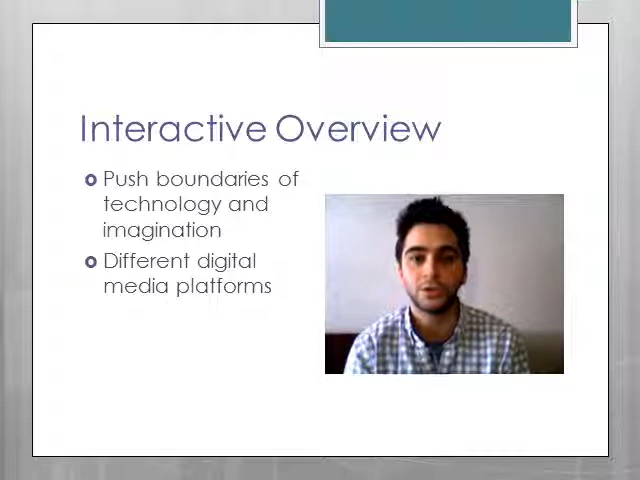 Interactive Overview
Push boundaries of
technology and
imagination
Different digital
media platforms